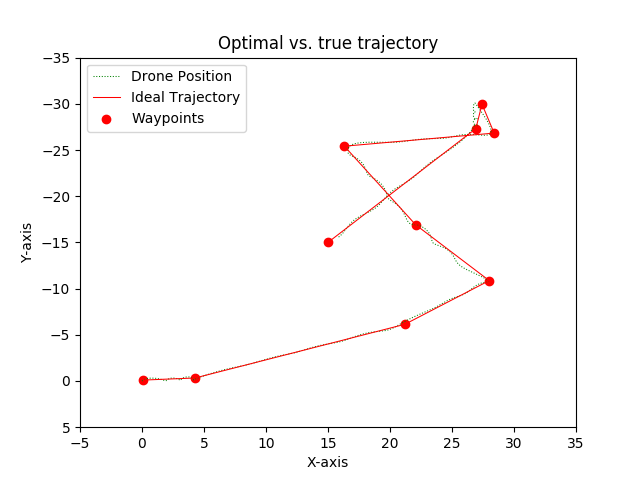 Optimal vs. true trajectory
Drone Position
Ideal Trajectory
Waypoints
Y-axis
−35
−30
−25
−20
−15
−10
−5
0
5
−5 0 5 10 15 20 25 30 35
X-axis